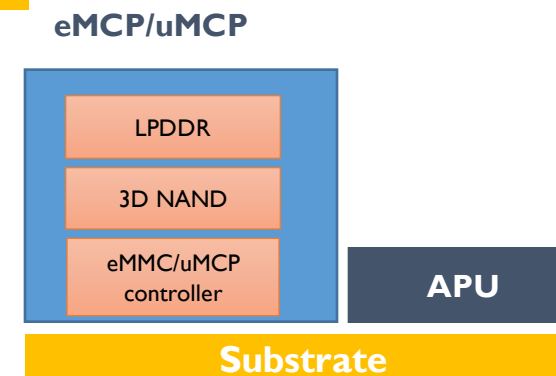 eMCP/uMCP
LPDDR
3D NAND
eMMC/uMCP
controller
APU
Substrate